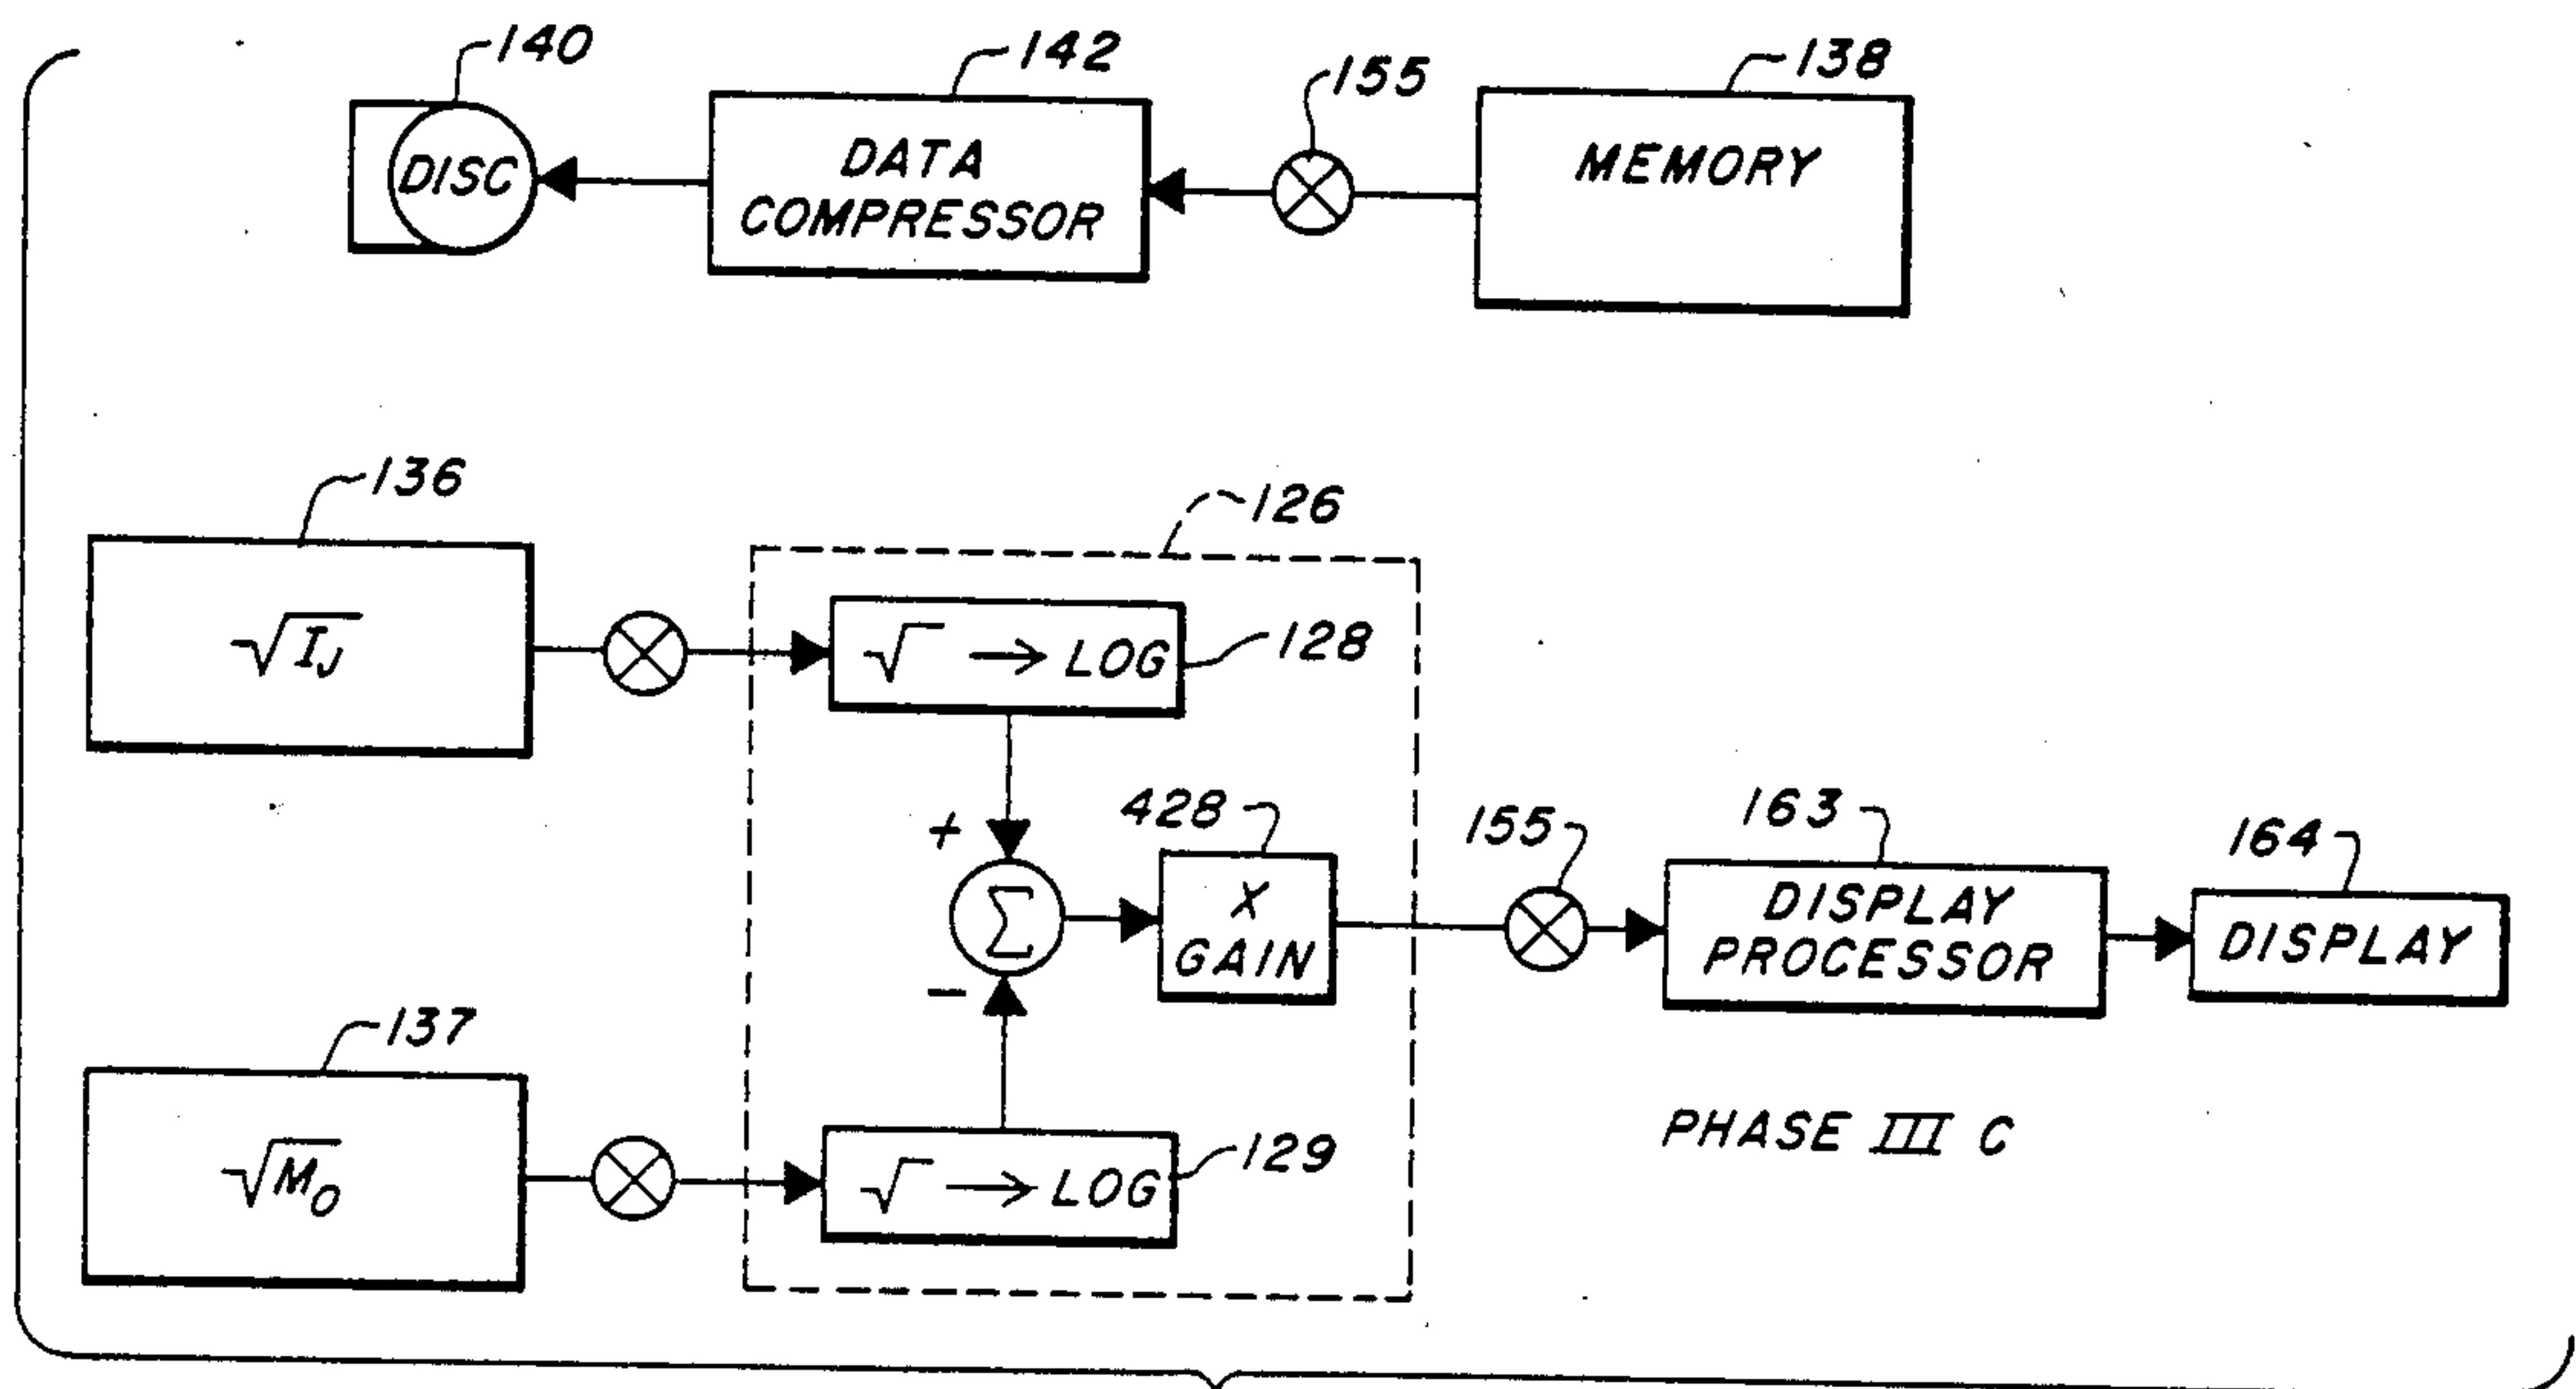 140
142
155
138
DISC
DATA
COMPRESSOR
MEMORY
136
126
√I_J
√ → LOG
128
+
428
155
163
164
Σ
X
GAIN
DISPLAY
PROCESSOR
DISPLAY
−
137
√M_O
√ → LOG
129
PHASE III C